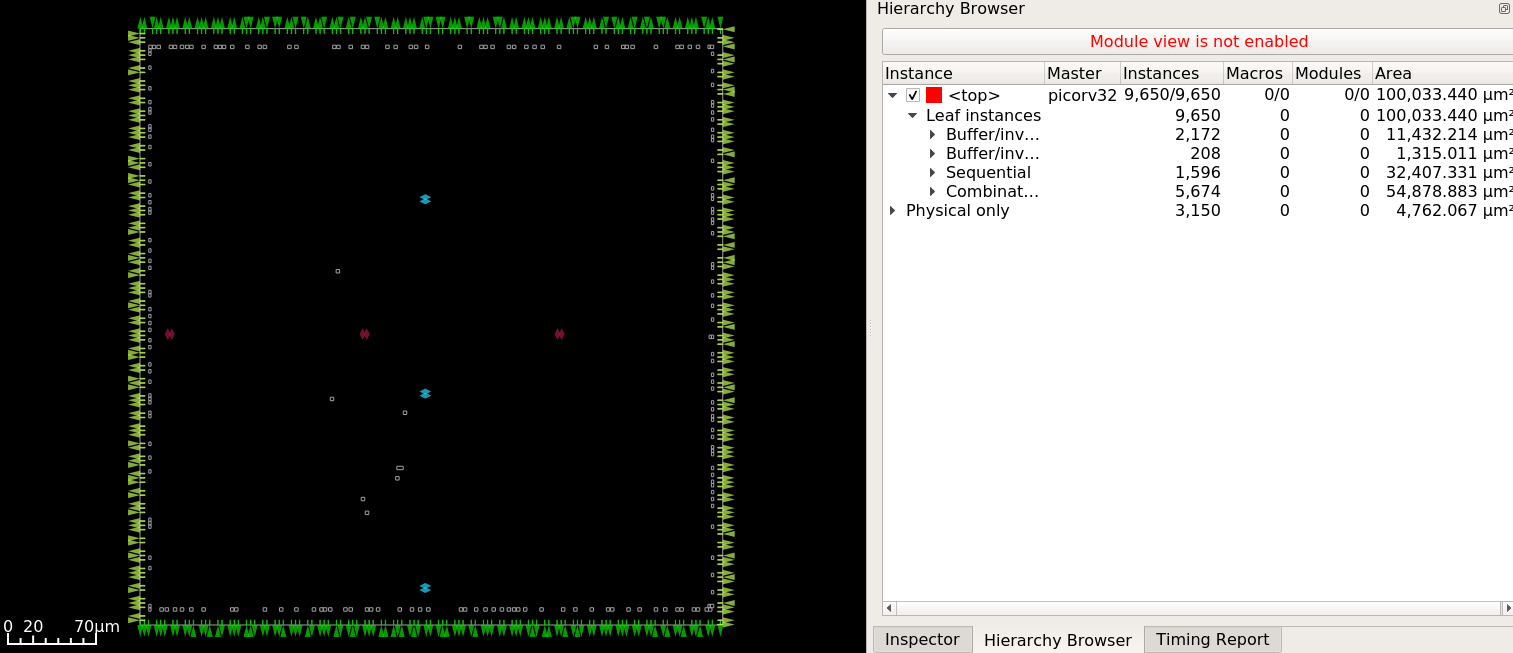 Hierarchy Browser
Module view is not enabled
Instance Master Instances Macros Modules Area
<top> picorv32 9,650/9,650 0/0 0/0 100,033.440 μm²
Leaf instances 9,650 0 0 100,033.440 μm²
Buffer/inv... 2,172 0 0 11,432.214 μm²
Buffer/inv... 208 0 0 1,315.011 μm²
Sequential 1,596 0 0 32,407.331 μm²
Combinat... 5,674 0 0 54,878.883 μm²
Physical only 3,150 0 0 4,762.067 μm²
0 20 70μm
Inspector Hierarchy Browser Timing Report